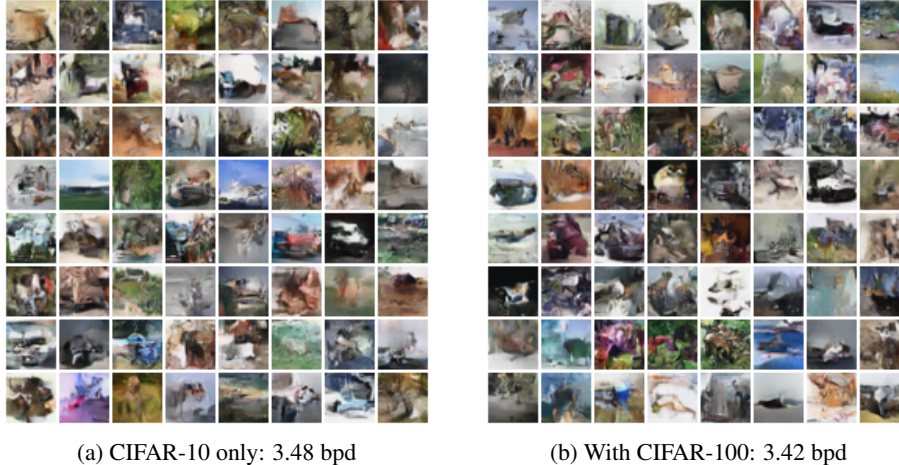 (a) CIFAR-10 only: 3.48 bpd
(b) With CIFAR-100: 3.42 bpd